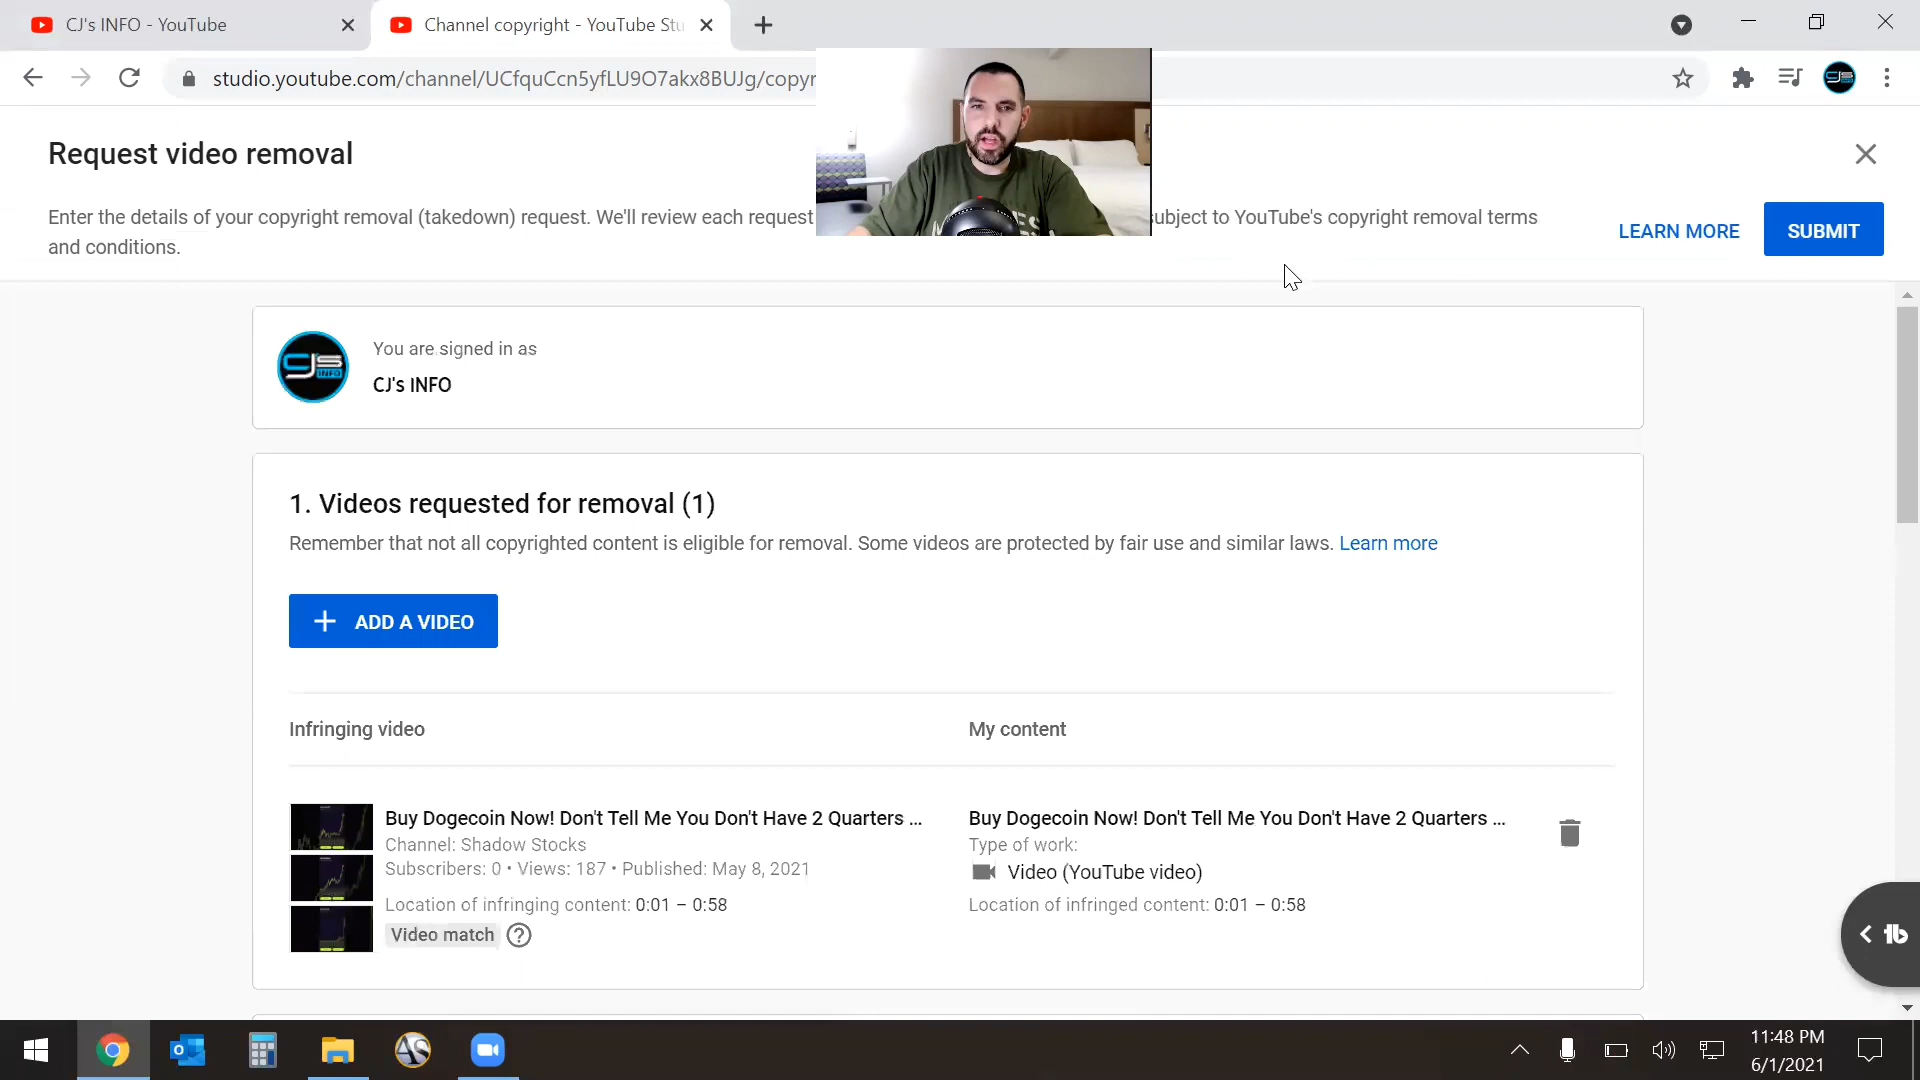 CJ's INFO - YouTube
Channel copyright - YouTube Stu
studio.youtube.com/channel/UCfquCcn5yfLU9O7akx8BUJg/copyr
Request video removal
Enter the details of your copyright removal (takedown) request. We'll review each request ubject to YouTube's copyright removal terms
and conditions.
LEARN MORE
SUBMIT
CJS INFO
You are signed in as
CJ's INFO
1. Videos requested for removal (1)
Remember that not all copyrighted content is eligible for removal. Some videos are protected by fair use and similar laws. Learn more
+ ADD A VIDEO
Infringing video
My content
Buy Dogecoin Now! Don't Tell Me You Don't Have 2 Quarters ...
Channel: Shadow Stocks
Subscribers: 0 • Views: 187 • Published: May 8, 2021
Location of infringing content: 0:01 – 0:58
Video match ?
Buy Dogecoin Now! Don't Tell Me You Don't Have 2 Quarters ...
Type of work:
Video (YouTube video)
Location of infringed content: 0:01 – 0:58
11:48 PM
6/1/2021